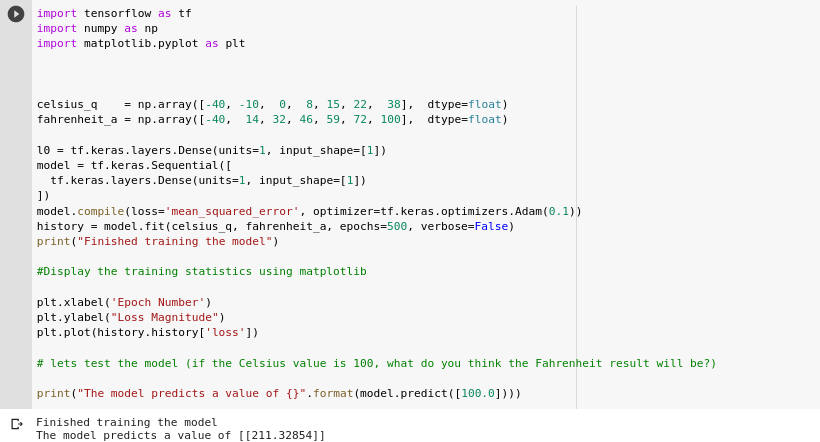 import tensorflow as tf
import numpy as np
import matplotlib.pyplot as plt
celsius_q    = np.array([-40, -10,  0,  8, 15, 22,  38],  dtype=float)
fahrenheit_a = np.array([-40,  14, 32, 46, 59, 72, 100],  dtype=float)
l0 = tf.keras.layers.Dense(units=1, input_shape=[1])
model = tf.keras.Sequential([
  tf.keras.layers.Dense(units=1, input_shape=[1])
])
model.compile(loss='mean_squared_error', optimizer=tf.keras.optimizers.Adam(0.1))
history = model.fit(celsius_q, fahrenheit_a, epochs=500, verbose=False)
print("Finished training the model")
#Display the training statistics using matplotlib
plt.xlabel('Epoch Number')
plt.ylabel("Loss Magnitude")
plt.plot(history.history['loss'])
# lets test the model (if the Celsius value is 100, what do you think the Fahrenheit result will be?)
print("The model predicts a value of {}".format(model.predict([100.0])))
Finished training the model
The model predicts a value of [[211.32854]]